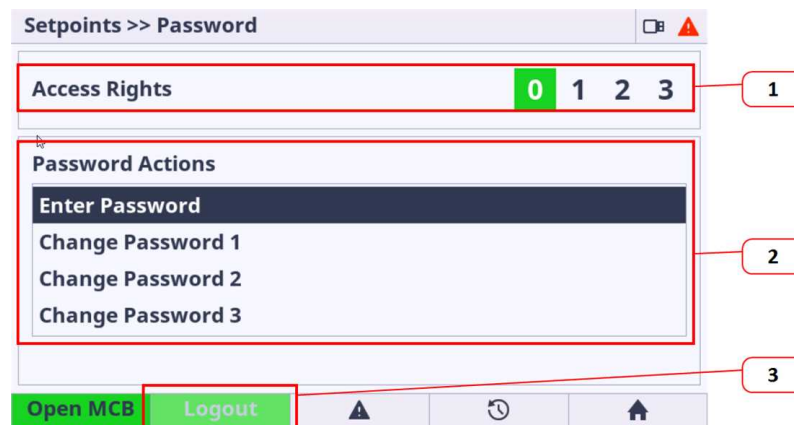 Setpoints >> Password
Access Rights 0 1 2 3
1
Password Actions
Enter Password
Change Password 1
Change Password 2
2
Change Password 3
3
Open MCB Logout